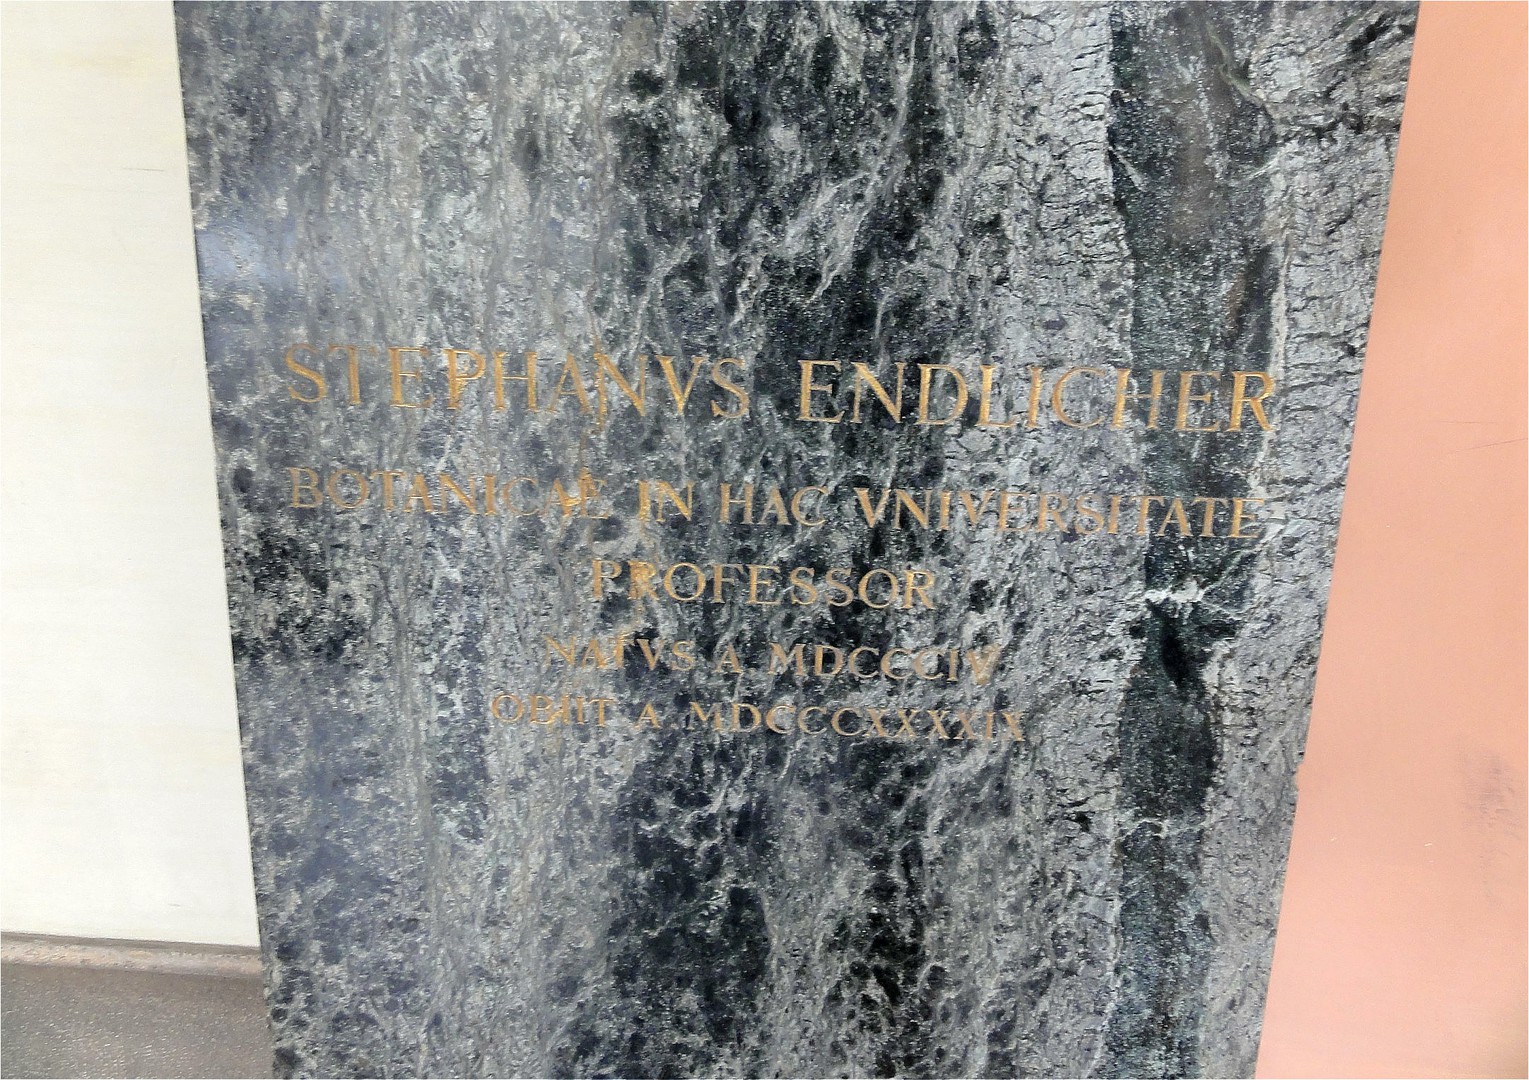 STEPHANVS ENDLICHER
BOTANICAE IN HAC VNIVERSITATE
PROFESSOR
NATVS A MDCCCIV
OBIIT A MDCCCXXXXIX